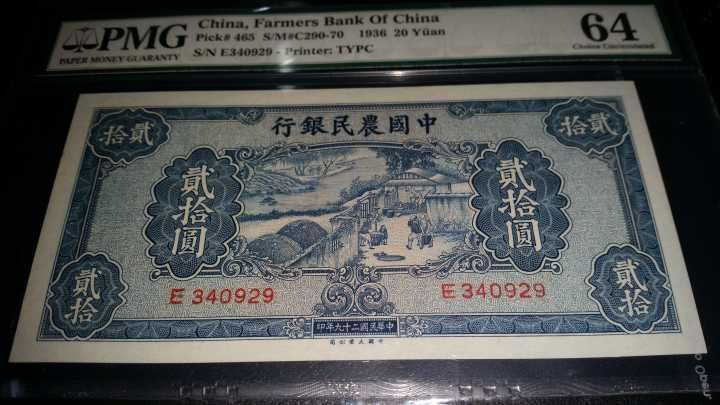 PMG
PAPER MONEY GUARANTY
China, Farmers Bank Of China
Pick# 465 S/M#C290-70 1936 20 Yüan
S/N E340929 - Printer: TYPC
64
Choice Uncirculated
行銀民農國中
拾貳
拾貳
貳拾圓
貳拾圓
E 340929
E 340929
貳拾
貳拾
印年九十二國民華中